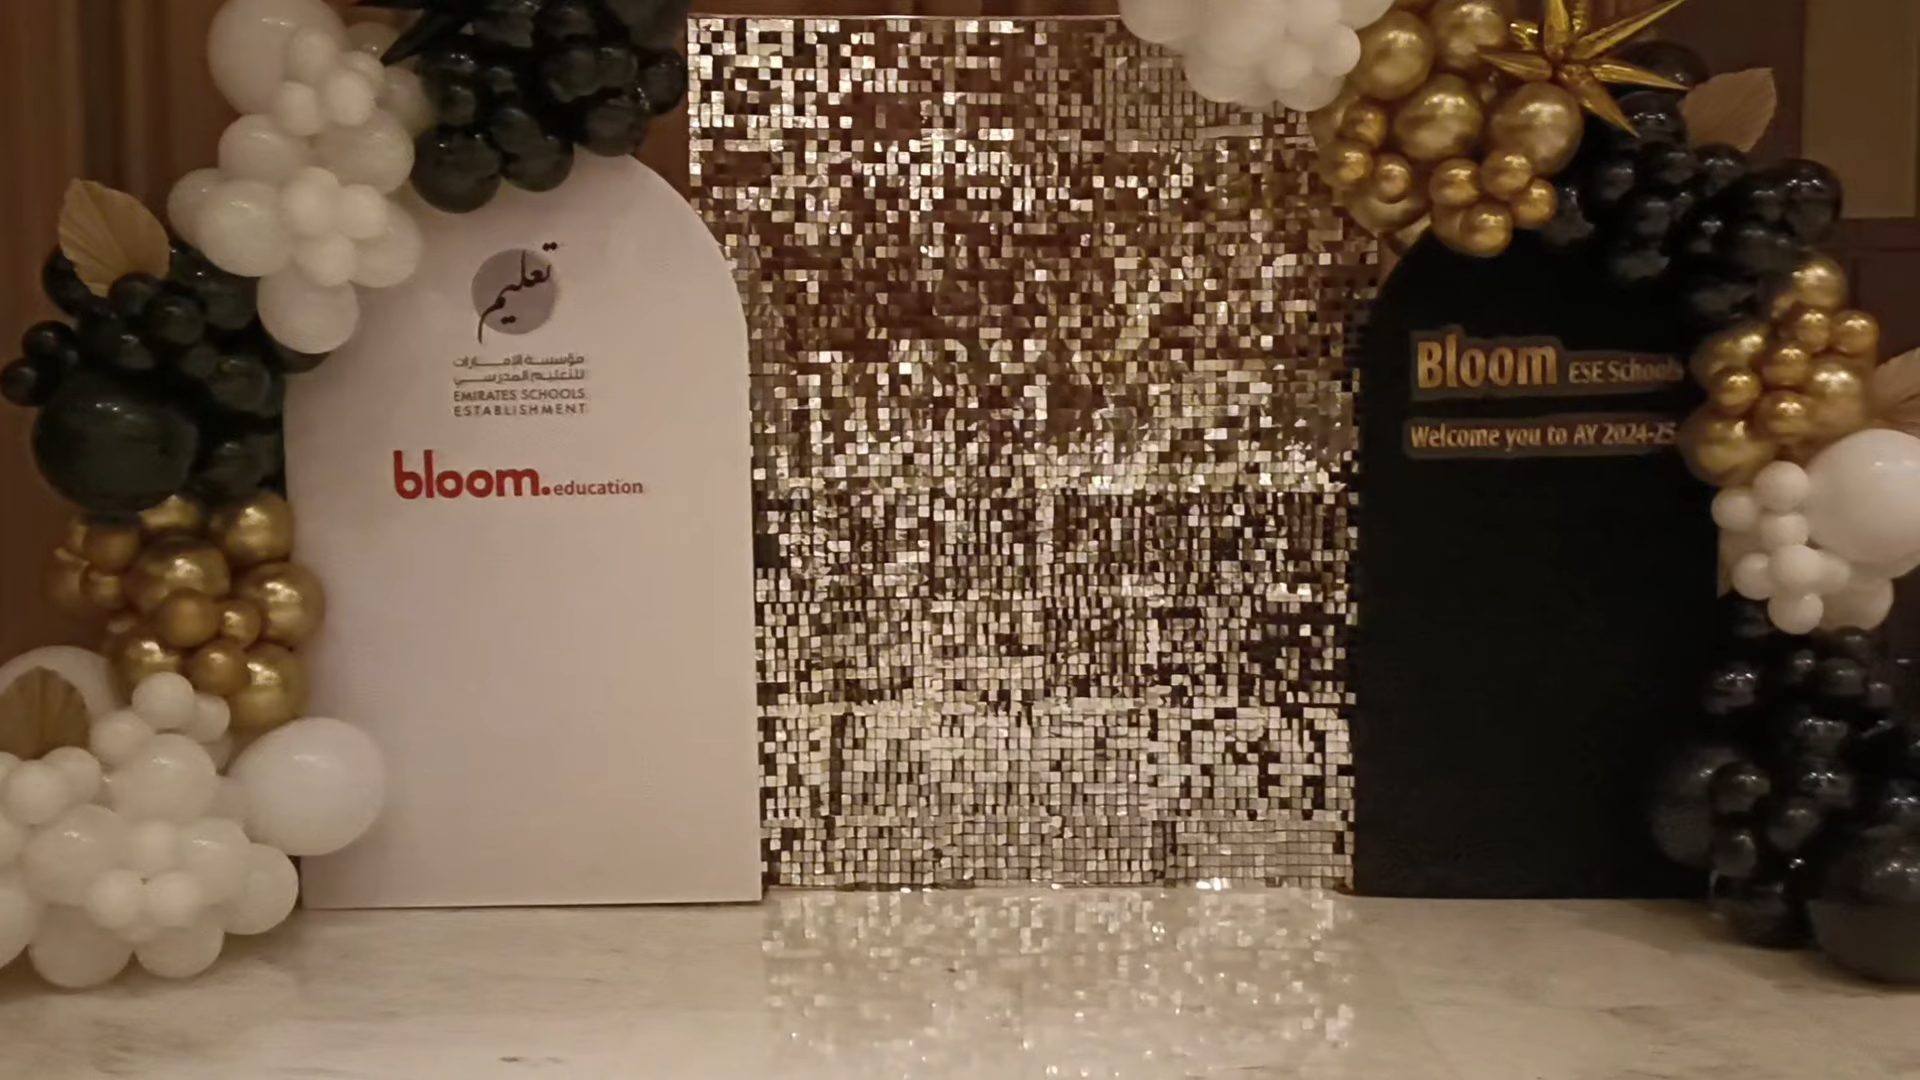 تعليم
مؤسسة الإمارات
للتعليم المدرسي
EMIRATES SCHOOLS
ESTABLISHMENT
bloom.education
Bloom ESE Schools
Welcome you to AY 2024-25